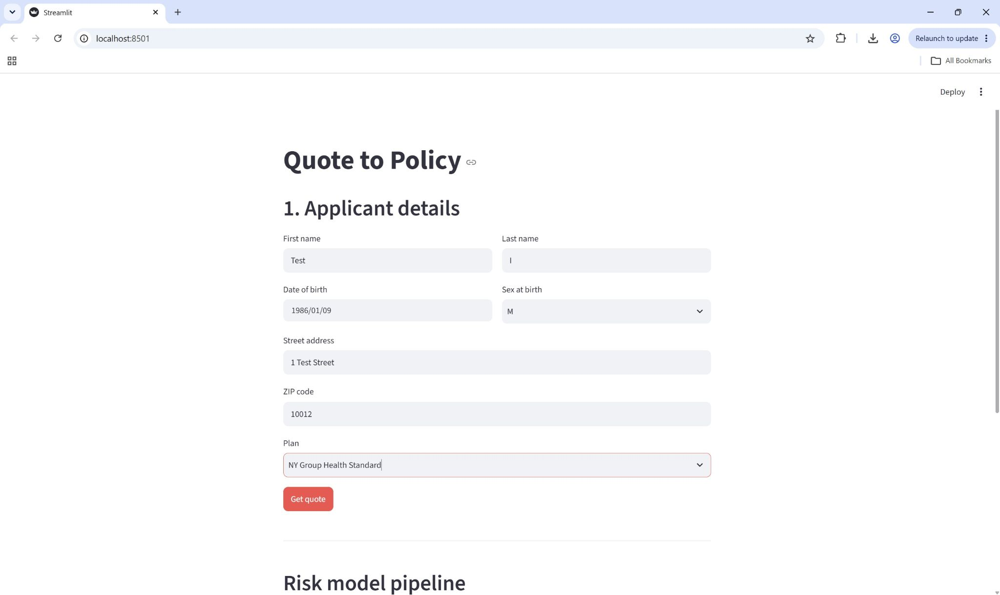 Streamlit
localhost:8501
Relaunch to update
All Bookmarks
Deploy
Quote to Policy
1. Applicant details
First name Last name
Test I
Date of birth Sex at birth
1986/01/09 M
Street address
1 Test Street
ZIP code
10012
Plan
NY Group Health Standard
Get quote
Risk model pipeline